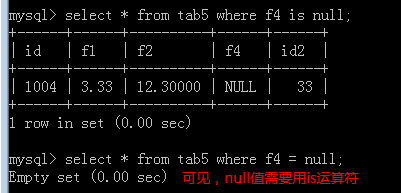 mysql> select * from tab5 where f4 is null;
+------+------+----------+------+------+
| id   | f1   | f2       | f4   | id2  |
+------+------+----------+------+------+
| 1004 | 3.33 | 12.30000 | NULL |   33 |
+------+------+----------+------+------+
1 row in set (0.00 sec)
mysql> select * from tab5 where f4 = null;
Empty set (0.00 sec) 可见，null值需要用is运算符